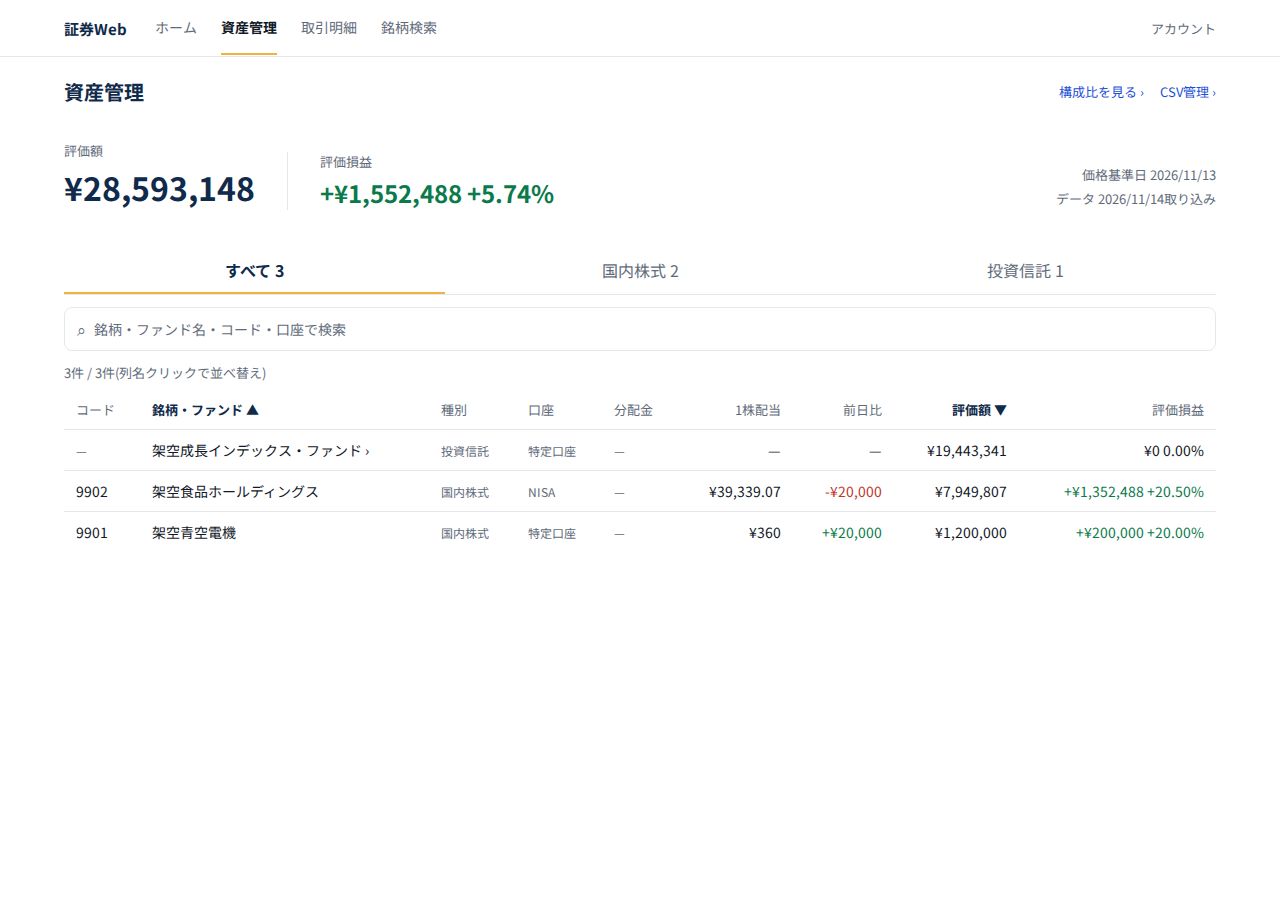 証券Web ホーム 資産管理 取引明細 銘柄検索 アカウント
資産管理 構成比を見る › CSV管理 ›
評価額
¥28,593,148
評価損益
+¥1,552,488 +5.74%
価格基準日 2026/11/13
データ 2026/11/14取り込み
すべて 3 国内株式 2 投資信託 1
⌕ 銘柄・ファンド名・コード・口座で検索
3件 / 3件(列名クリックで並べ替え)
コード 銘柄・ファンド ▲ 種別 口座 分配金 1株配当 前日比 評価額 ▼ 評価損益
— 架空成長インデックス・ファンド › 投資信託 特定口座 — — — ¥19,443,341 ¥0 0.00%
9902 架空食品ホールディングス 国内株式 NISA — ¥39,339.07 -¥20,000 ¥7,949,807 +¥1,352,488 +20.50%
9901 架空青空電機 国内株式 特定口座 — ¥360 +¥20,000 ¥1,200,000 +¥200,000 +20.00%